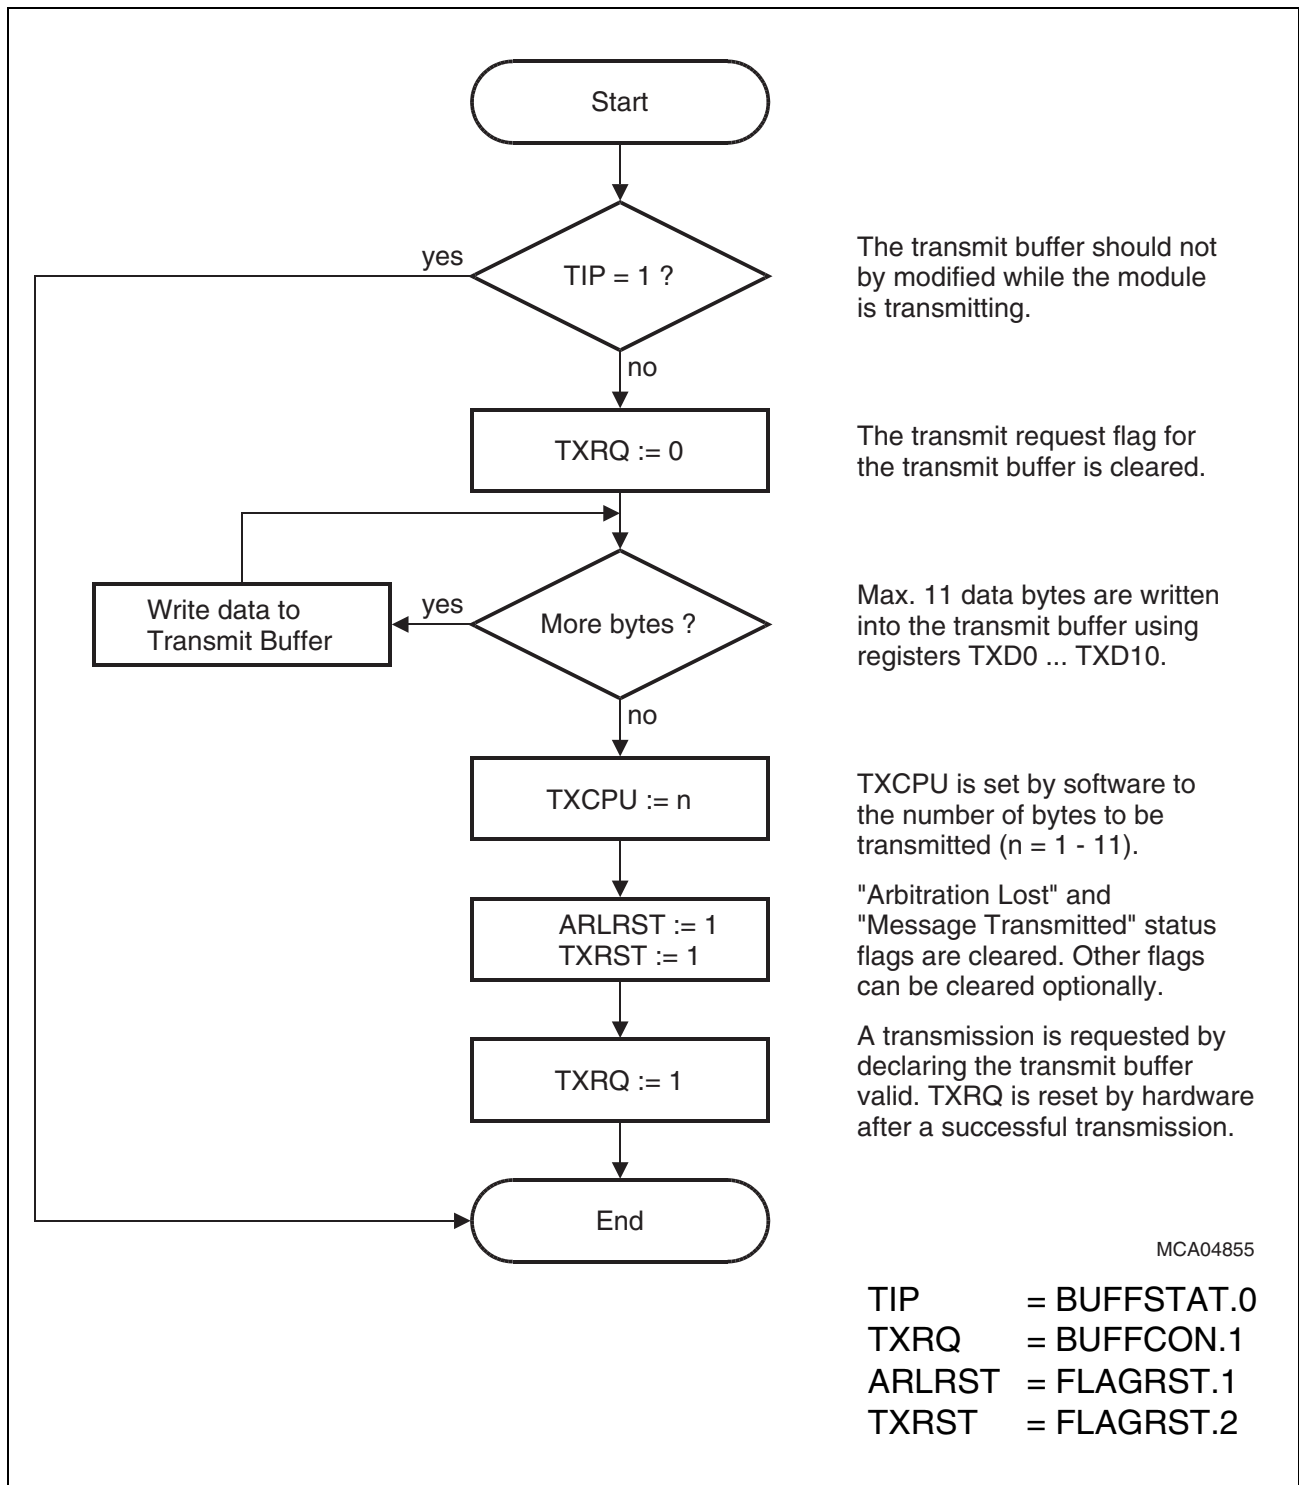 Start
yes
TIP = 1 ?
The transmit buffer should not
by modified while the module
is transmitting.
no
TXRQ := 0
The transmit request flag for
the transmit buffer is cleared.
Write data to
Transmit Buffer
yes
More bytes ?
Max. 11 data bytes are written
into the transmit buffer using
registers TXD0 ... TXD10.
no
TXCPU := n
TXCPU is set by software to
the number of bytes to be
transmitted (n = 1 - 11).
ARLRST := 1
TXRST := 1
"Arbitration Lost" and
"Message Transmitted" status
flags are cleared. Other flags
can be cleared optionally.
TXRQ := 1
A transmission is requested by
declaring the transmit buffer
valid. TXRQ is reset by hardware
after a successful transmission.
End
MCA04855
TIP = BUFFSTAT.0
TXRQ = BUFFCON.1
ARLRST = FLAGRST.1
TXRST = FLAGRST.2